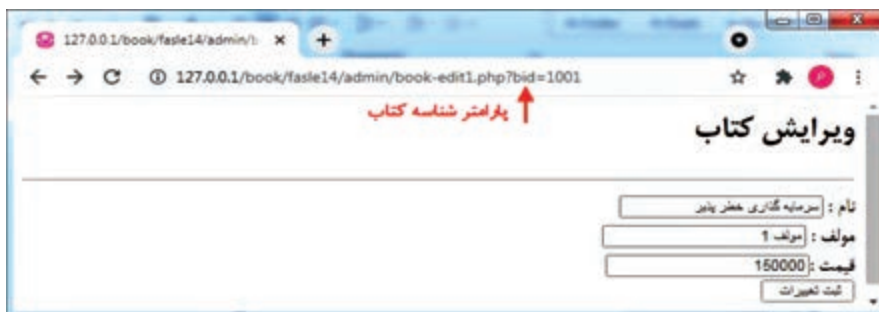 127.0.0.1/book/fasle14/admin/b
127.0.0.1/book/fasle14/admin/book-edit1.php?bid=1001
پارامتر شناسه کتاب
ویرایش کتاب
نام : سرمایه گذاری خطر پذیر
مولف : مولف 1
قیمت : 150000
ثبت تغییرات